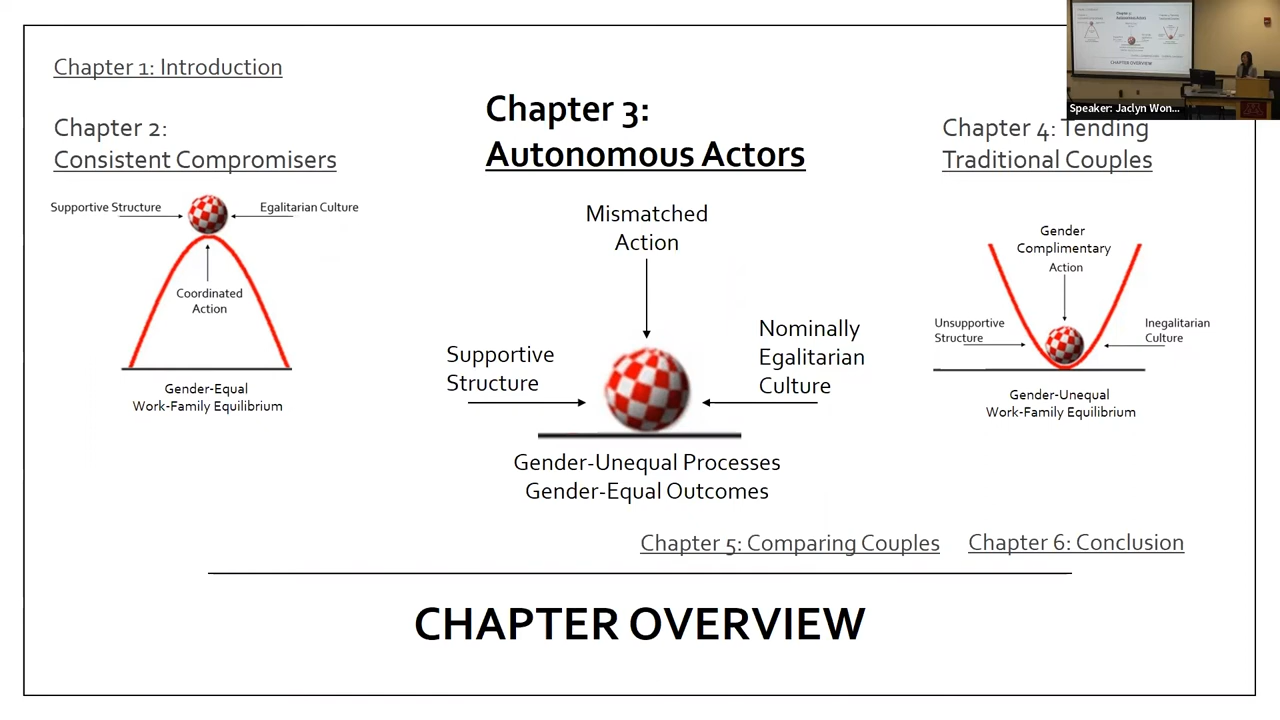 Chapter 1: Introduction
Chapter 2:
Consistent Compromisers
Supportive Structure
Egalitarian Culture
Coordinated
Action
Gender-Equal
Work-Family Equilibrium
Chapter 3:
Autonomous Actors
Mismatched
Action
Supportive
Structure
Nominally
Egalitarian
Culture
Gender-Unequal Processes
Gender-Equal Outcomes
Speaker: Jaclyn Won...
Chapter 4: Tending
Traditional Couples
Gender
Complimentary
Action
Unsupportive
Structure
Inegalitarian
Culture
Gender-Unequal
Work-Family Equilibrium
Chapter 5: Comparing Couples
Chapter 6: Conclusion
CHAPTER OVERVIEW